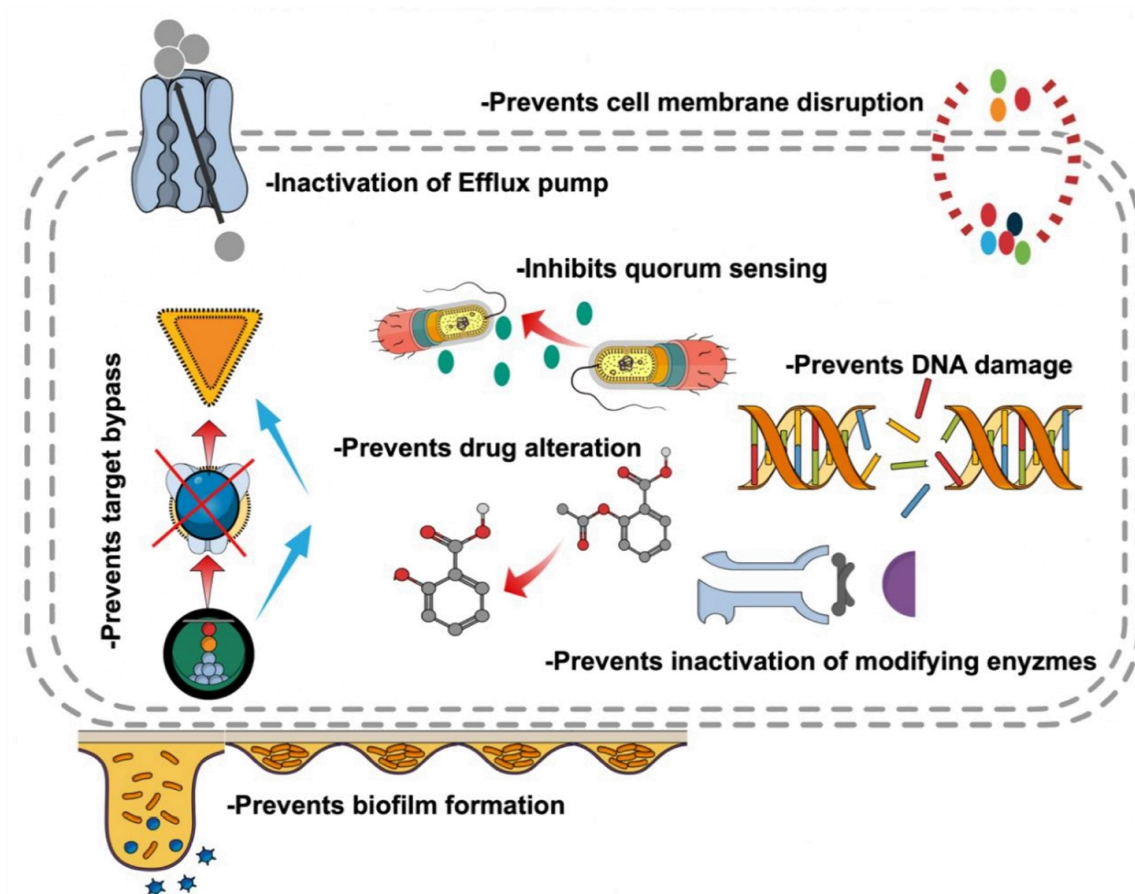 -Prevents cell membrane disruption
-Inactivation of Efflux pump
-Inhibits quorum sensing
-Prevents DNA damage
-Prevents drug alteration
-Prevents target bypass
-Prevents inactivation of modifying enyzmes
-Prevents biofilm formation